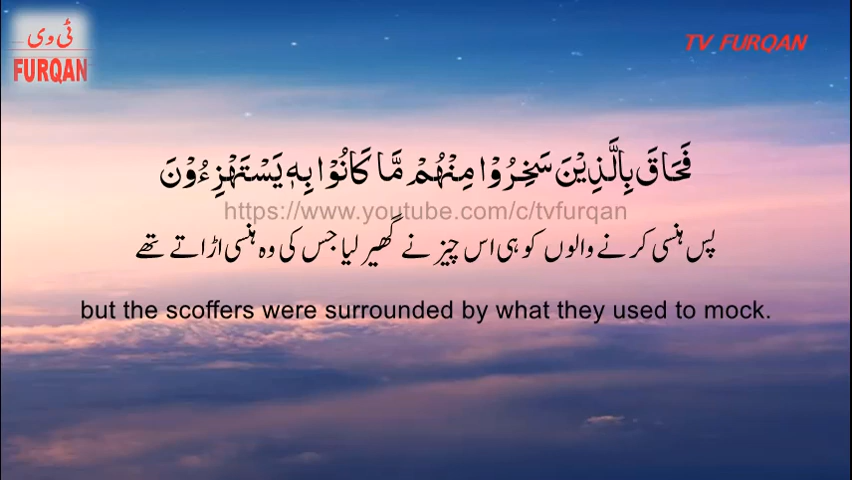 ٹی وی
FURQAN
TV FURQAN
فَحَاقَ بِالَّذِيْنَ سَخِرُوْا مِنْهُمْ مَّا كَانُوْا بِهٖ يَسْتَهْزِءُوْنَ
https://www.youtube.com/c/tvfurqan
پس ہنسی کرنے والوں کو ہی اس چیز نے گھیر لیا جس کی وہ ہنسی اڑاتے تھے
but the scoffers were surrounded by what they used to mock.